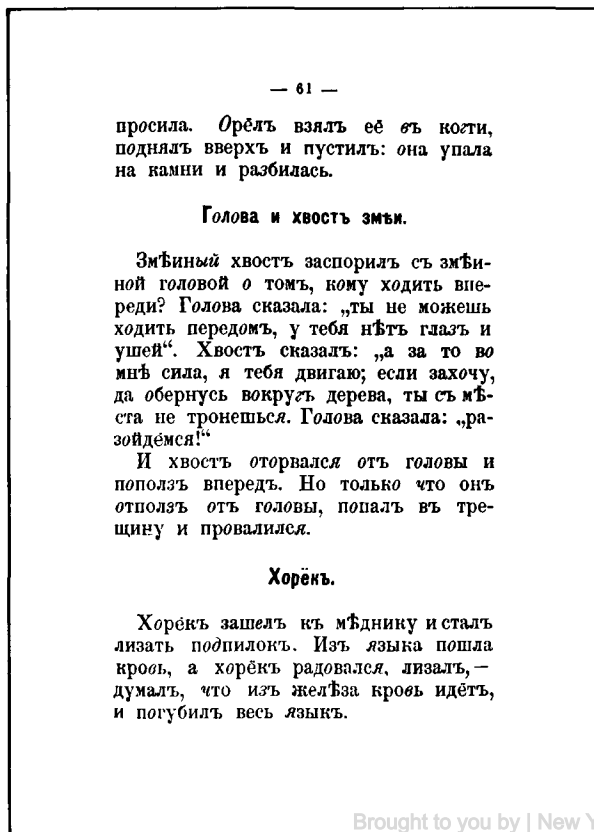 — 61 —
просила. Орёлъ взялъ её въ когти,
поднялъ вверхъ и пустилъ: она упала
на камни и разбилась.
Голова и хвостъ змѣи.
Змѣиный хвостъ заспорилъ съ змѣи-
ной головой о томъ, кому ходить впе-
реди? Голова сказала: „ты не можешь
ходить передомъ, у тебя нѣтъ глазъ и
ушей“. Хвостъ сказалъ: „а за то во
мнѣ сила, я тебя двигаю; если захочу,
да обернусь вокругъ дерева, ты съ мѣ-
ста не тронешься. Голова сказала: „ра-
зойдёмся!“
И хвостъ оторвался отъ головы и
поползъ впередъ. Но только что онъ
отползъ отъ головы, попалъ въ тре-
щину и провалился.
Хорёкъ.
Хорёкъ зашелъ къ мѣднику и сталъ
лизать подпилокъ. Изъ языка пошла
кровь, а хорёкъ радовался, лизалъ,—
думалъ, что изъ желѣза кровь идётъ,
и погубилъ весь языкъ.
Brought to you by | New Y